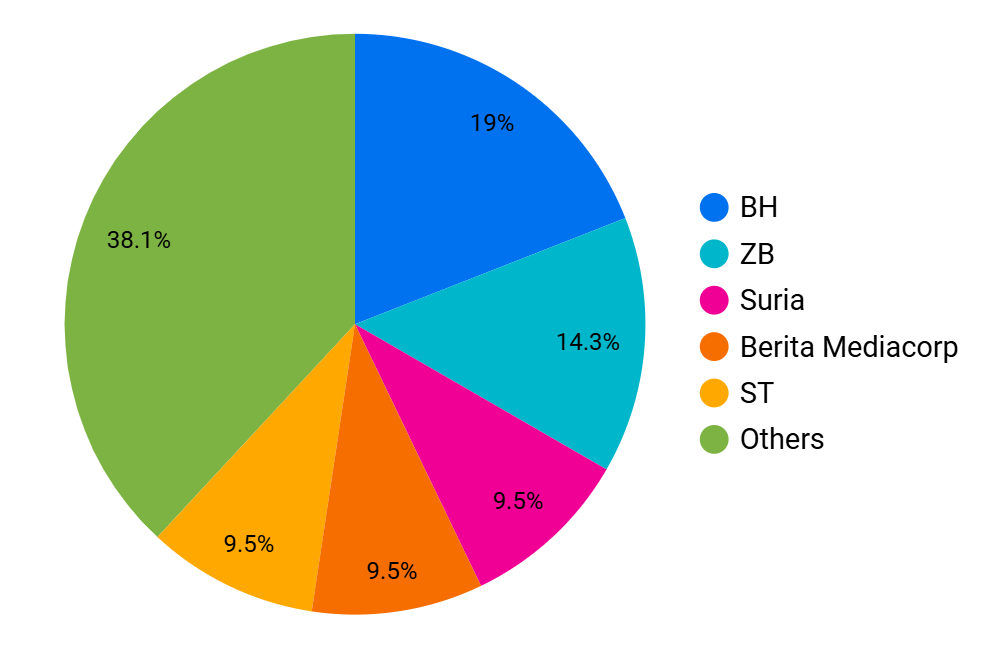 19%
14.3%
9.5%
9.5%
9.5%
38.1%
BH
ZB
Suria
Berita Mediacorp
ST
Others